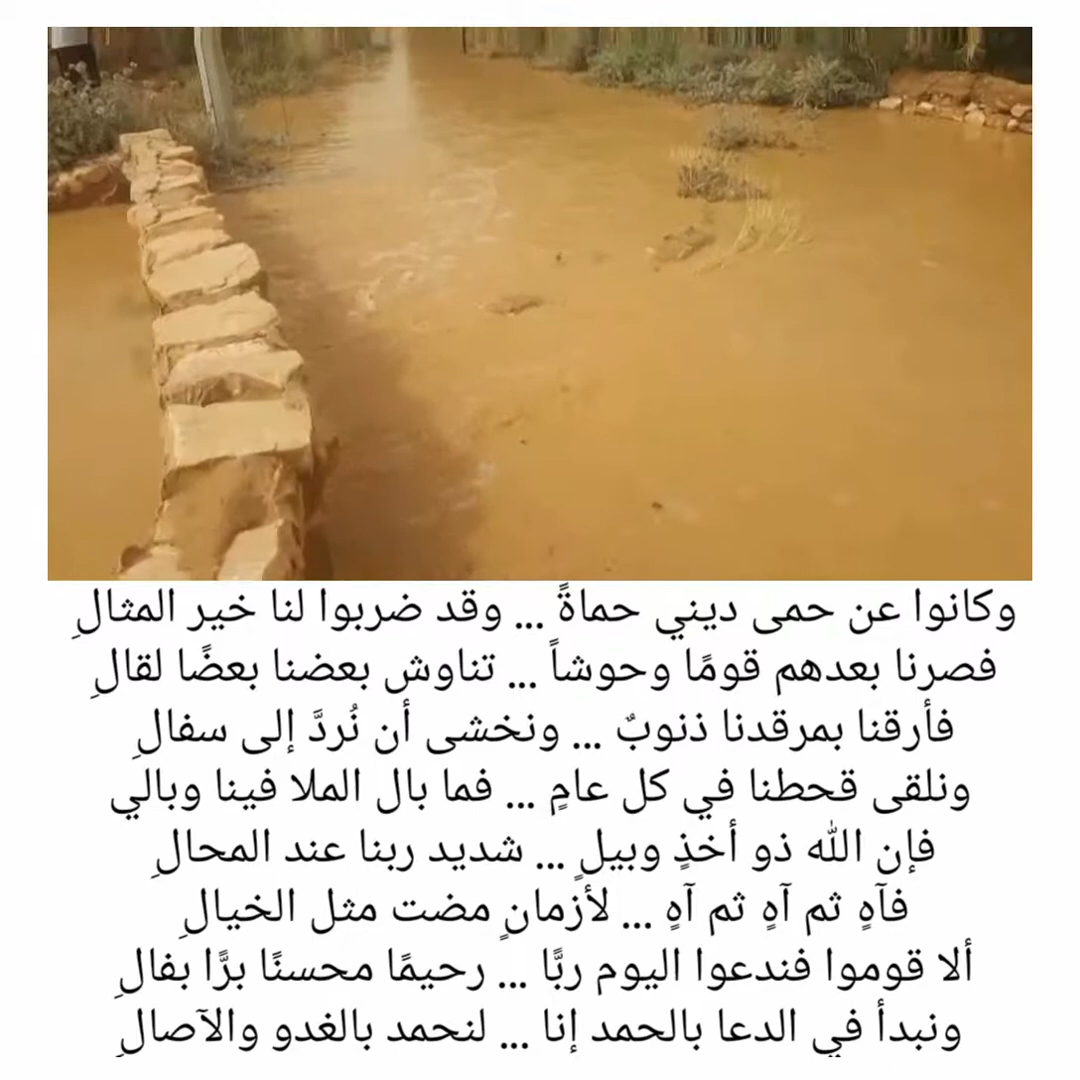 وكانوا عن حمى ديني حماةً ... وقد ضربوا لنا خير المثالِ
فصرنا بعدهم قومًا وحوشاً ... تناوش بعضنا بعضًا لقالِ
فأرقنا بمرقدنا ذنوبٌ ... ونخشى أن نُردَّ إلى سفالِ
ونلقى قحطنا في كل عامٍ ... فما بال الملا فينا وبالي
فإن الله ذو أخذٍ وبيلٍ ... شديد ربنا عند المحالِ
فآهٍ ثم آهٍ ثم آهٍ ... لأزمانٍ مضت مثل الخيالِ
ألا قوموا فندعوا اليوم ربًّا ... رحيمًا محسنًا برًّا بفالِ
ونبدأ في الدعا بالحمد إنا ... لنحمد بالغدو والآصالِ